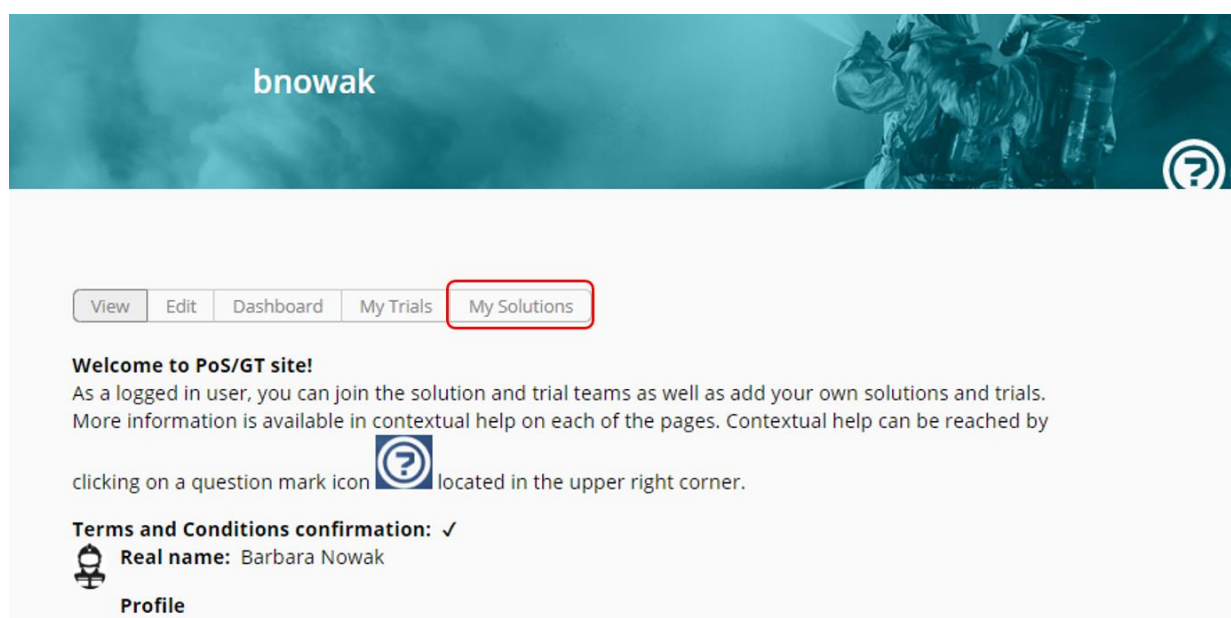 bnowak
View Edit Dashboard My Trials My Solutions
Welcome to PoS/GT site!
As a logged in user, you can join the solution and trial teams as well as add your own solutions and trials.
More information is available in contextual help on each of the pages. Contextual help can be reached by
clicking on a question mark icon ? located in the upper right corner.
Terms and Conditions confirmation: ✓
Real name: Barbara Nowak
Profile